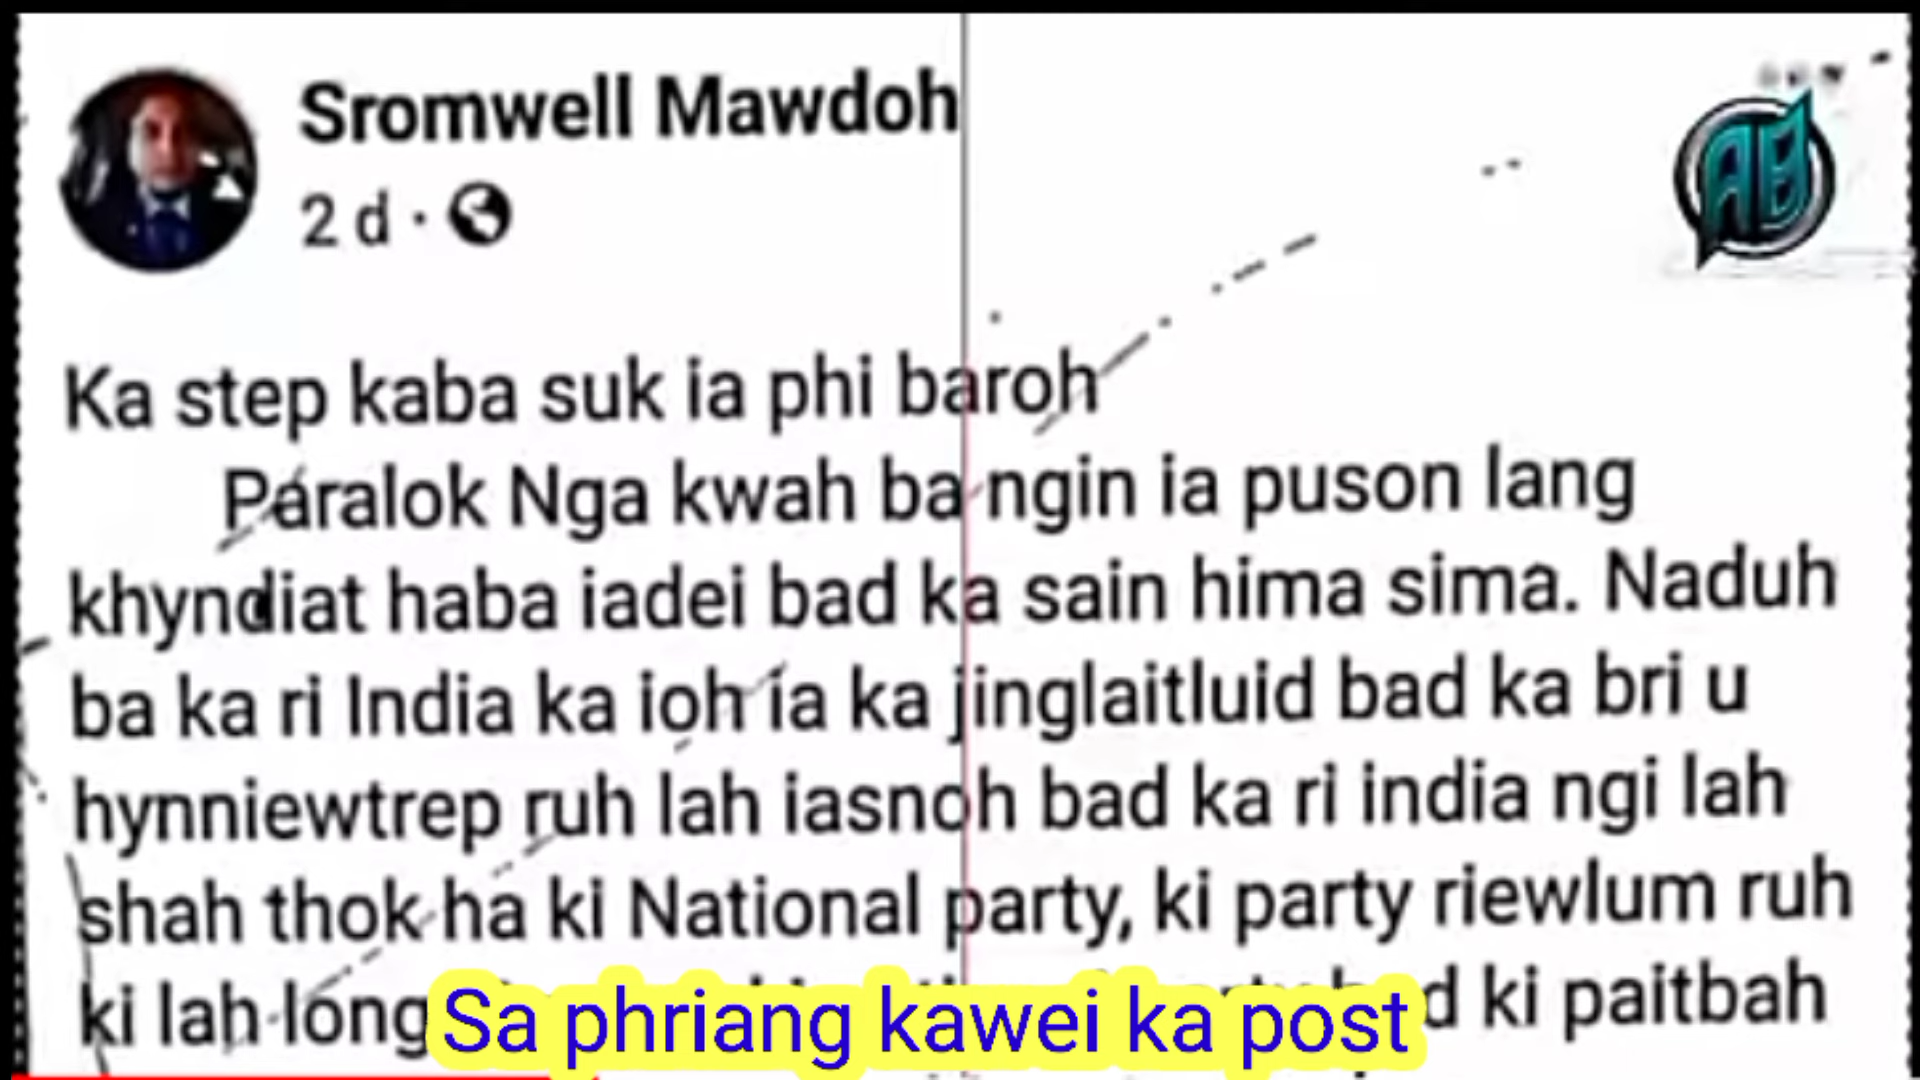 Sromwell Mawdoh
2 d ·
AB
Ka step kaba suk ia phi baroh
Paralok Nga kwah ba ngin ia puson lang
khyndiat haba iadei bad ka sain hima sima. Naduh
ba ka ri India ka ioh ia ka jinglaitluid bad ka bri u
hynniewtrep ruh lah iasnoh bad ka ri india ngi lah
shah thok ha ki National party, ki party riewlum ruh
ki lah long ki paitbah
Sa phriang kawei ka post